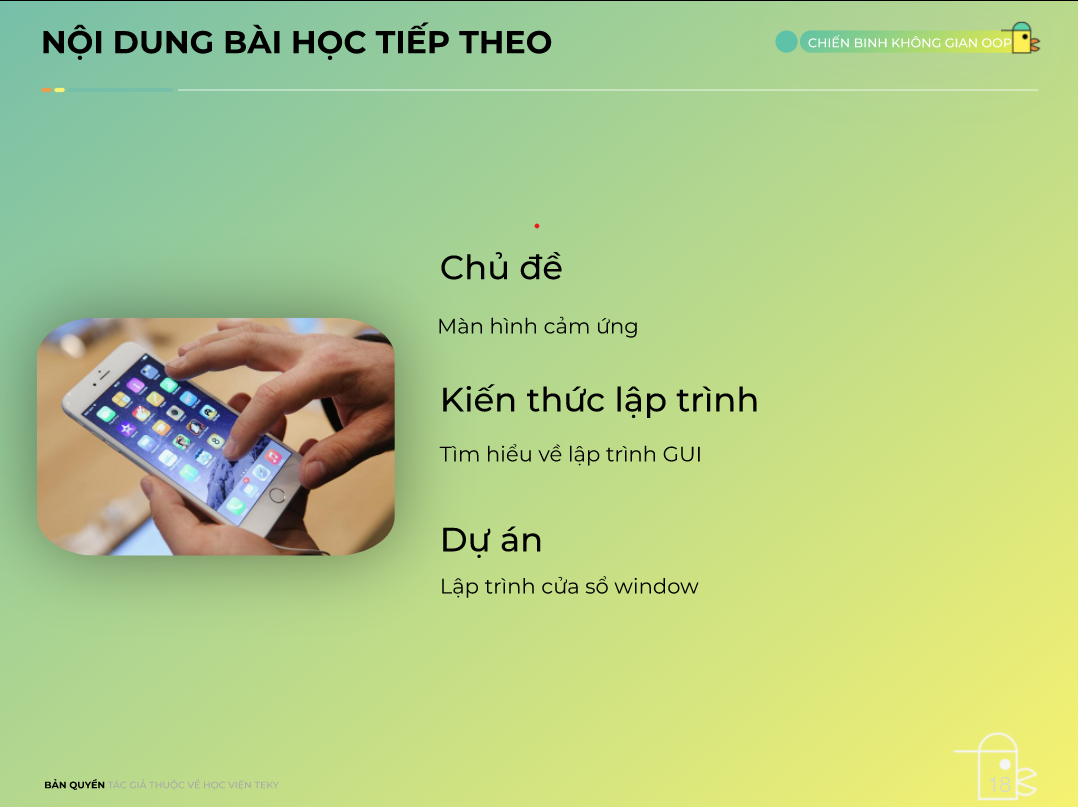 NỘI DUNG BÀI HỌC TIẾP THEO
CHIẾN BINH KHÔNG GIAN OOP
Chủ đề
Màn hình cảm ứng
Kiến thức lập trình
Tìm hiểu về lập trình GUI
Dự án
Lập trình cửa sổ window
BẢN QUYỀN TÁC GIẢ THUỘC VỀ HỌC VIỆN TEKY
18